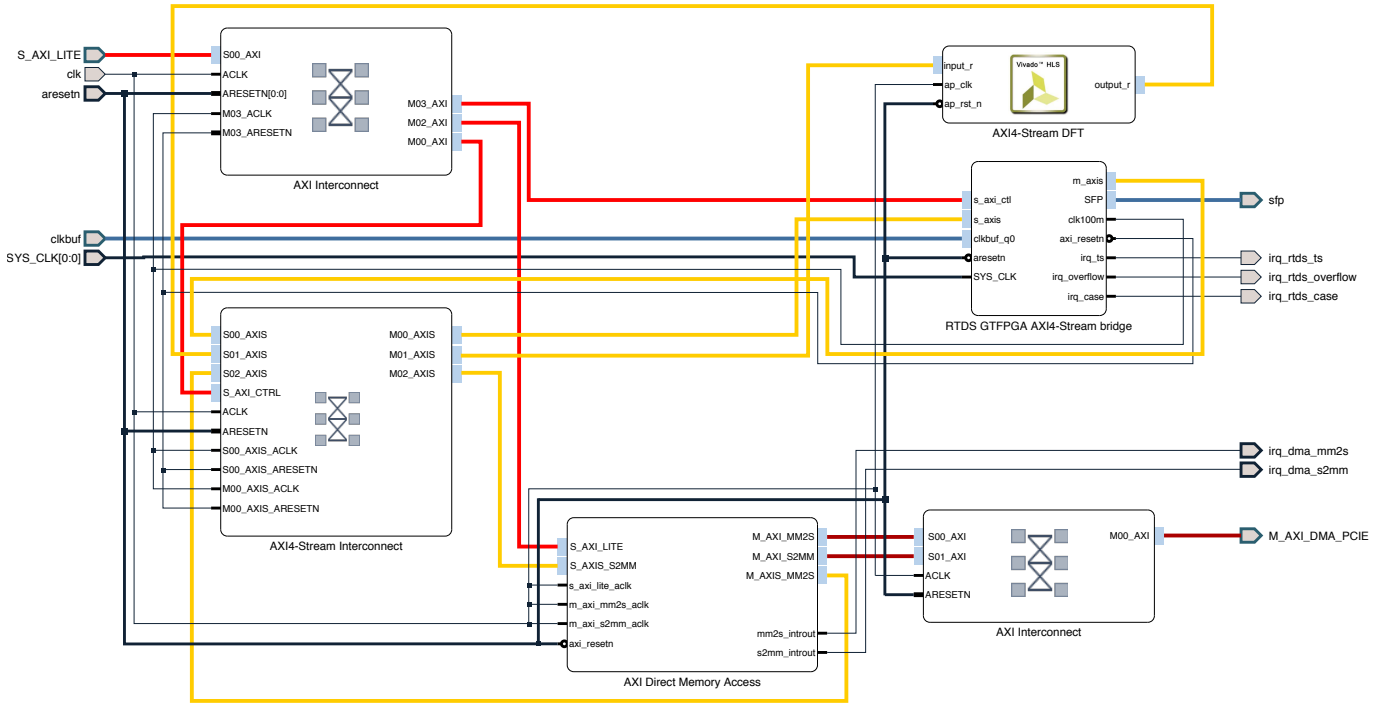 S_AXI_LITE
clk
aresetn
S00_AXI
ACLK
ARESETN[0:0]
M03_ACLK
M03_ARESETN
M03_AXI
M02_AXI
M00_AXI
AXI Interconnect
input_r
ap_clk
ap_rst_n
Vivado™ HLS
output_r
AXI4-Stream DFT
clkbuf
SYS_CLK[0:0]
s_axi_ctl
s_axis
clkbuf_q0
aresetn
SYS_CLK
m_axis
SFP
clk100m
axi_resetn
irq_ts
irq_overflow
irq_case
RTDS GTFPGA AXI4-Stream bridge
sfp
irq_rtds_ts
irq_rtds_overflow
irq_rtds_case
S00_AXIS
S01_AXIS
S02_AXIS
S_AXI_CTRL
ACLK
ARESETN
S00_AXIS_ACLK
S00_AXIS_ARESETN
M00_AXIS_ACLK
M00_AXIS_ARESETN
M00_AXIS
M01_AXIS
M02_AXIS
AXI4-Stream Interconnect
irq_dma_mm2s
irq_dma_s2mm
S_AXI_LITE
S_AXIS_S2MM
s_axi_lite_aclk
m_axi_mm2s_aclk
m_axi_s2mm_aclk
axi_resetn
M_AXI_MM2S
M_AXI_S2MM
M_AXIS_MM2S
mm2s_introut
s2mm_introut
AXI Direct Memory Access
S00_AXI
S01_AXI
ACLK
ARESETN
M00_AXI
AXI Interconnect
M_AXI_DMA_PCIE